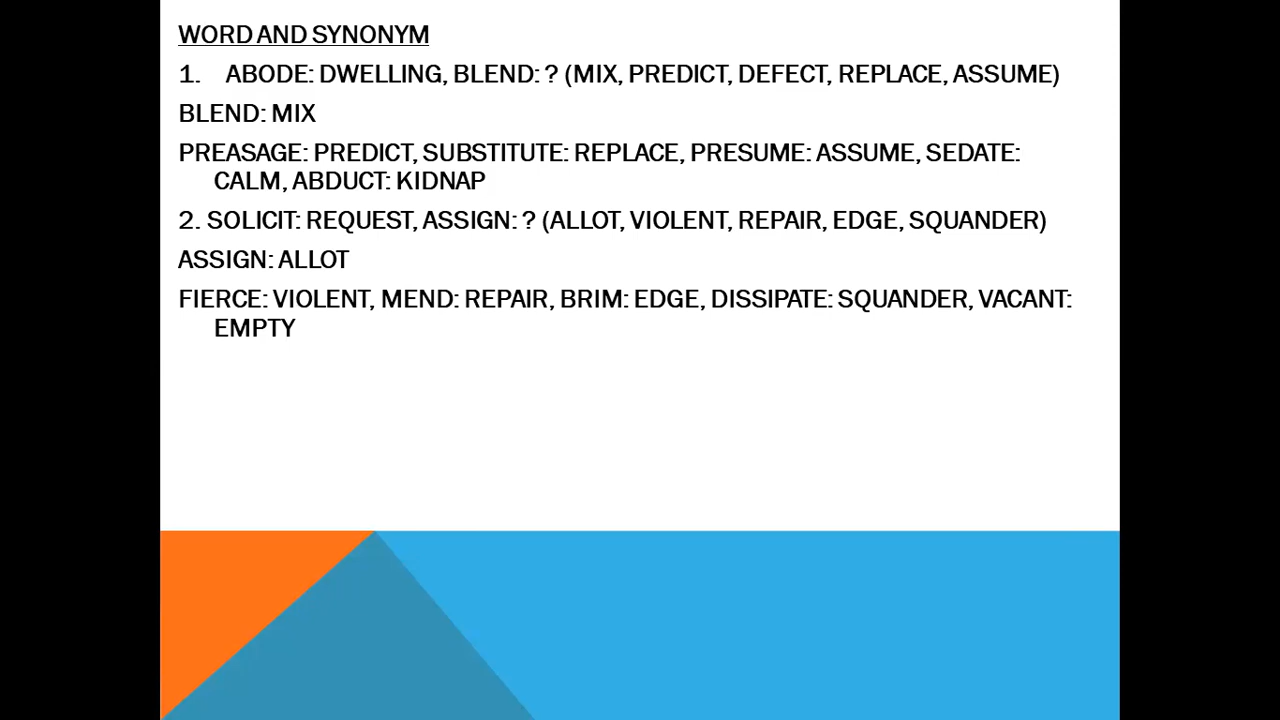 WORD AND SYNONYM
1. ABODE: DWELLING, BLEND: ? (MIX, PREDICT, DEFECT, REPLACE, ASSUME)
BLEND: MIX
PREASAGE: PREDICT, SUBSTITUTE: REPLACE, PRESUME: ASSUME, SEDATE:
CALM, ABDUCT: KIDNAP
2. SOLICIT: REQUEST, ASSIGN: ? (ALLOT, VIOLENT, REPAIR, EDGE, SQUANDER)
ASSIGN: ALLOT
FIERCE: VIOLENT, MEND: REPAIR, BRIM: EDGE, DISSIPATE: SQUANDER, VACANT:
EMPTY